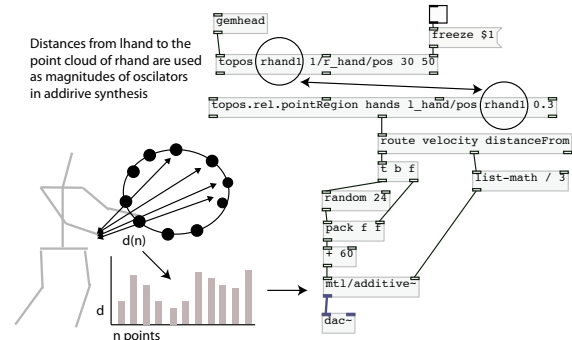 gemhead
freeze $1
Distances from lhand to the
point cloud of rhand are used
as magnitudes of oscilators
in addirive synthesis
topos rhand1 1/r_hand/pos 30 50
topos.rel.pointRegion hands l_hand/pos rhand1 0.3
route velocity distanceFrom
t b f
list-math / 3
random 24
pack f f
+ 60
mtl/additive~
dac~
d(n)
d
n points